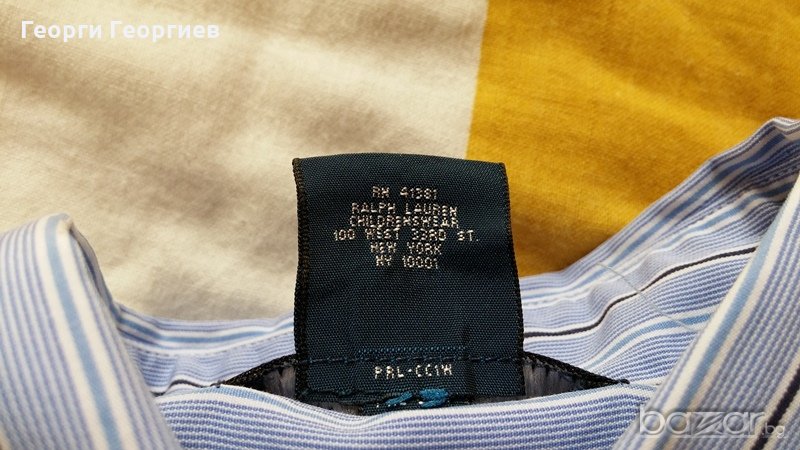 Георги Георгиев
RN 41381
RALPH LAUREN
CHILDRENSWEAR
100 WEST 33RD ST.
NEW YORK
NY 10001
PRL-CC1W
bazar.bg